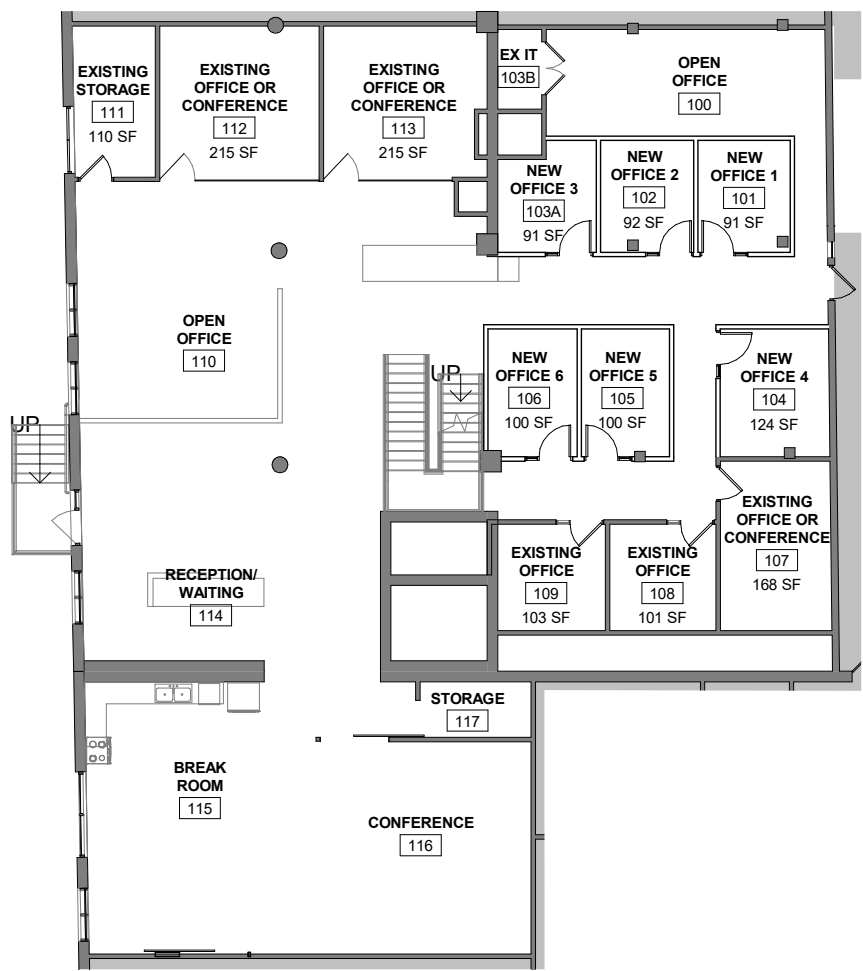 EXISTING
STORAGE
111
110 SF
EXISTING
OFFICE OR
CONFERENCE
112
215 SF
EXISTING
OFFICE OR
CONFERENCE
113
215 SF
EX IT
103B
OPEN
OFFICE
100
NEW
OFFICE 3
103A
91 SF
NEW
OFFICE 2
102
92 SF
NEW
OFFICE 1
101
91 SF
OPEN
OFFICE
110
UP
UP
NEW
OFFICE 6
106
100 SF
NEW
OFFICE 5
105
100 SF
NEW
OFFICE 4
104
124 SF
EXISTING
OFFICE OR
CONFERENCE
107
168 SF
EXISTING
OFFICE
109
103 SF
EXISTING
OFFICE
108
101 SF
RECEPTION/
WAITING
114
STORAGE
117
BREAK
ROOM
115
CONFERENCE
116